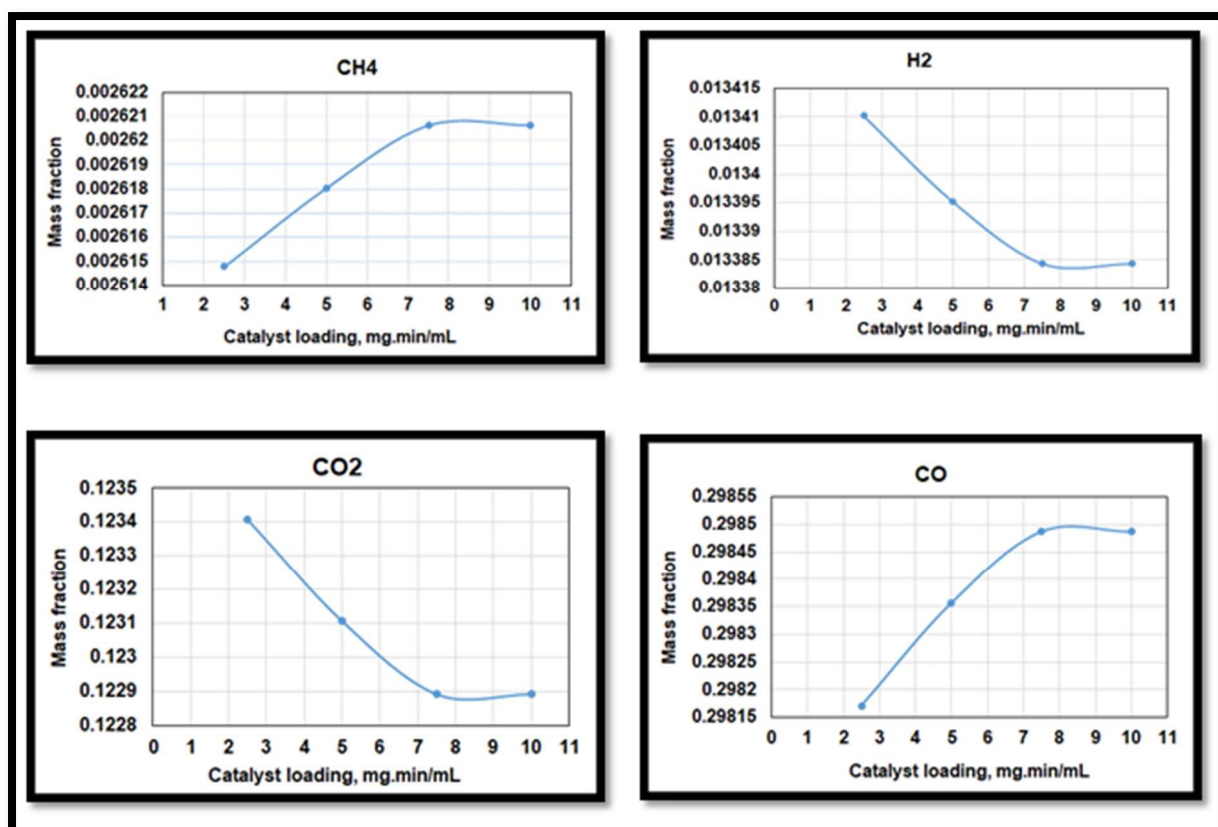 CH4
Mass fraction
0.002622
0.002621
0.00262
0.002619
0.002618
0.002617
0.002616
0.002615
0.002614
1 2 3 4 5 6 7 8 9 10 11
Catalyst loading, mg.min/mL
H2
Mass fraction
0.013415
0.01341
0.013405
0.0134
0.013395
0.01339
0.013385
0.01338
0 1 2 3 4 5 6 7 8 9 10 11
Catalyst loading, mg.min/mL
CO2
Mass fraction
0.1235
0.1234
0.1233
0.1232
0.1231
0.123
0.1229
0.1228
0 1 2 3 4 5 6 7 8 9 10 11
Catalyst loading, mg.min/mL
CO
Mass fraction
0.29855
0.2985
0.29845
0.2984
0.29835
0.2983
0.29825
0.2982
0.29815
0 1 2 3 4 5 6 7 8 9 10 11
Catalyst loading, mg.min/mL